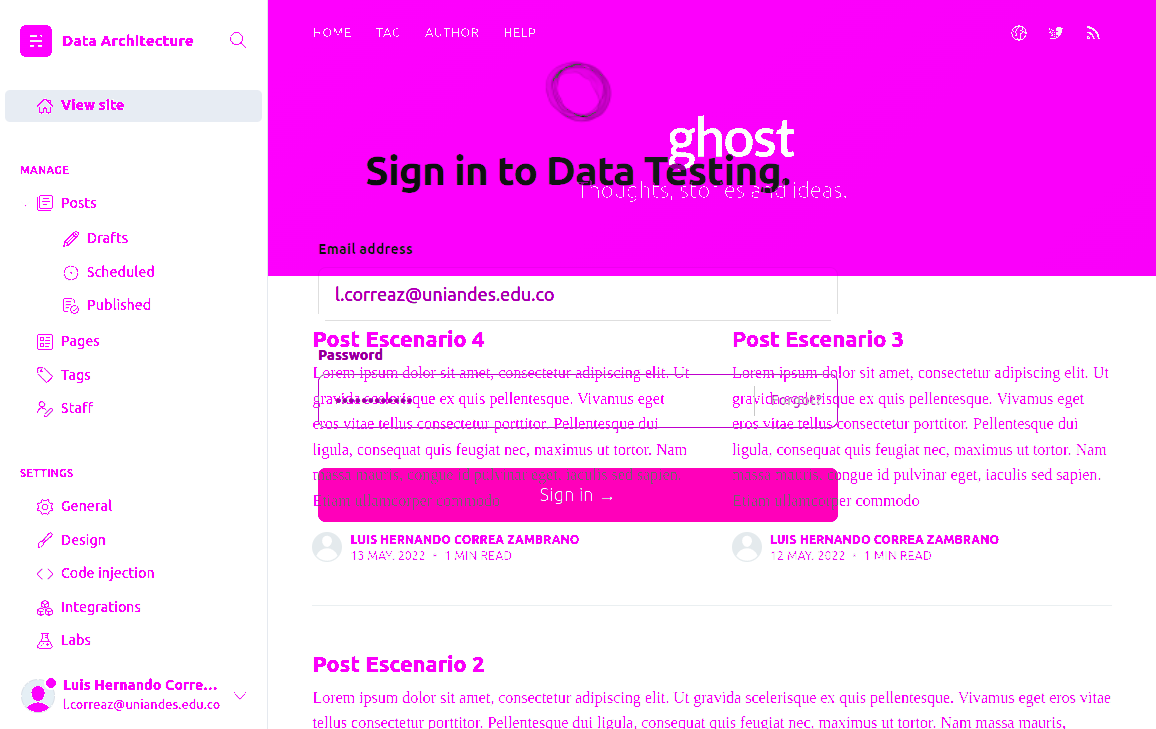 Data Architecture
View site
MANAGE
Posts
Drafts
Scheduled
Published
Pages
Tags
Staff
SETTINGS
General
Design
Code injection
Integrations
Labs
Luis Hernando Corre...
l.correaz@uniandes.edu.co
HOME TAG AUTHOR HELP
ghost
Sign in to Data Testing.
Thoughts, stories and ideas.
Email address
l.correaz@uniandes.edu.co
Password
Forgot?
Sign in →
Post Escenario 4
Lorem ipsum dolor sit amet, consectetur adipiscing elit. Ut
gravida scelerisque ex quis pellentesque. Vivamus eget
eros vitae tellus consectetur porttitor. Pellentesque dui
ligula, consequat quis feugiat nec, maximus ut tortor. Nam
LUIS HERNANDO CORREA ZAMBRANO
13 MAY. 2022 • 1 MIN READ
Post Escenario 3
Lorem ipsum dolor sit amet, consectetur adipiscing elit. Ut
gravida scelerisque ex quis pellentesque. Vivamus eget
eros vitae tellus consectetur porttitor. Pellentesque dui
ligula, consequat quis feugiat nec, maximus ut tortor. Nam
congue id pulvinar eget, iaculis sed sapien.
commodo
LUIS HERNANDO CORREA ZAMBRANO
12 MAY. 2022 • 1 MIN READ
Post Escenario 2
Lorem ipsum dolor sit amet, consectetur adipiscing elit. Ut gravida scelerisque ex quis pellentesque. Vivamus eget eros vitae
tellus consectetur porttitor. Pellentesque dui ligula, consequat quis feugiat nec, maximus ut tortor. Nam massa mauris,